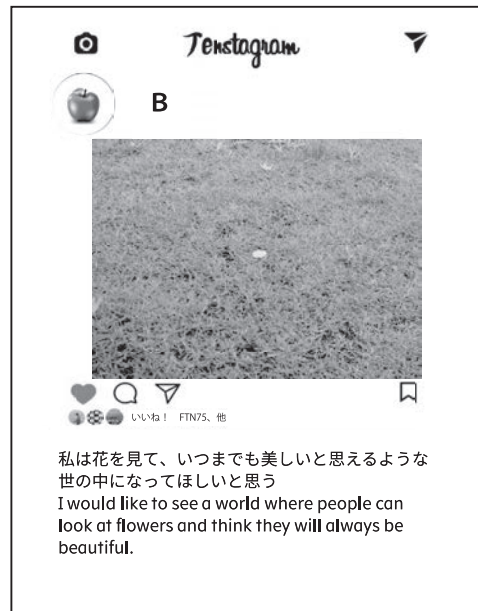 Tenstagram
B
いいね！ FTN75、他
私は花を見て、いつまでも美しいと思えるような
世の中になってほしいと思う
I would like to see a world where people can
look at flowers and think they will always be
beautiful.